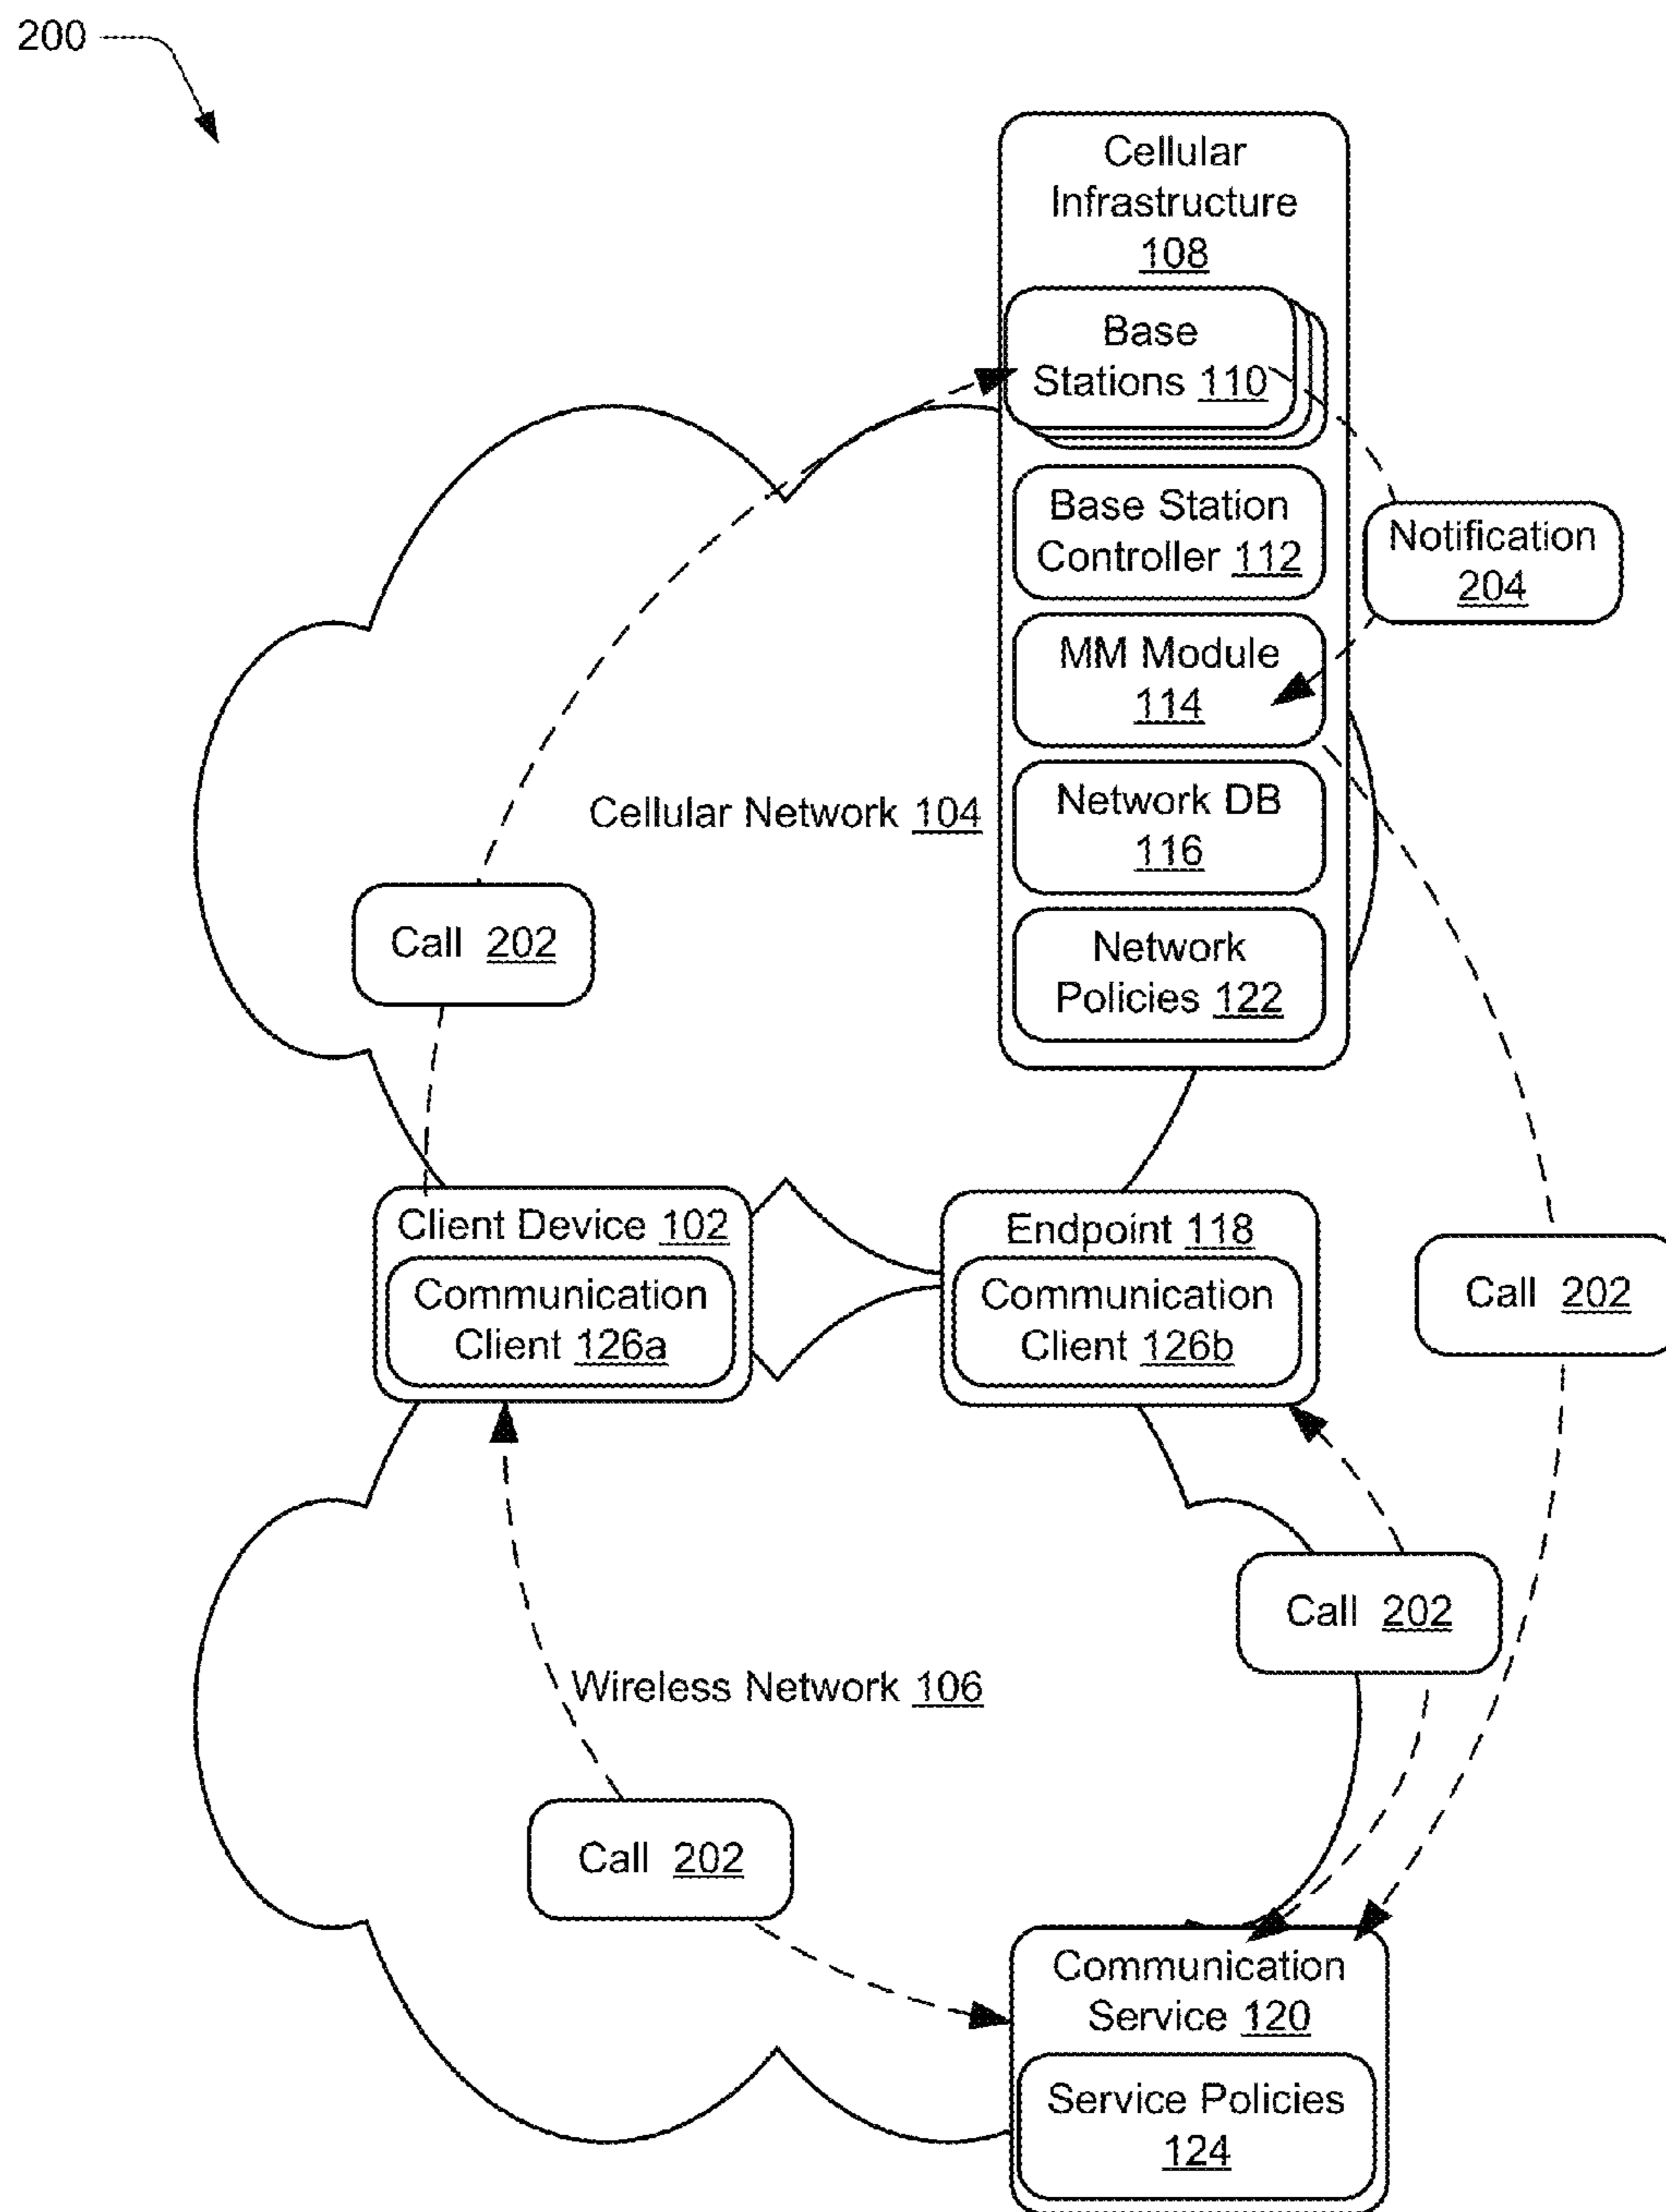 200
Cellular
Infrastructure
108
Base
Stations 110
Base Station
Controller 112
Notification
204
MM Module
114
Cellular Network 104
Network DB
116
Call 202
Network
Policies 122
Client Device 102
Communication
Client 126a
Endpoint 118
Communication
Client 126b
Call 202
Call 202
Wireless Network 106
Call 202
Communication
Service 120
Service Policies
124